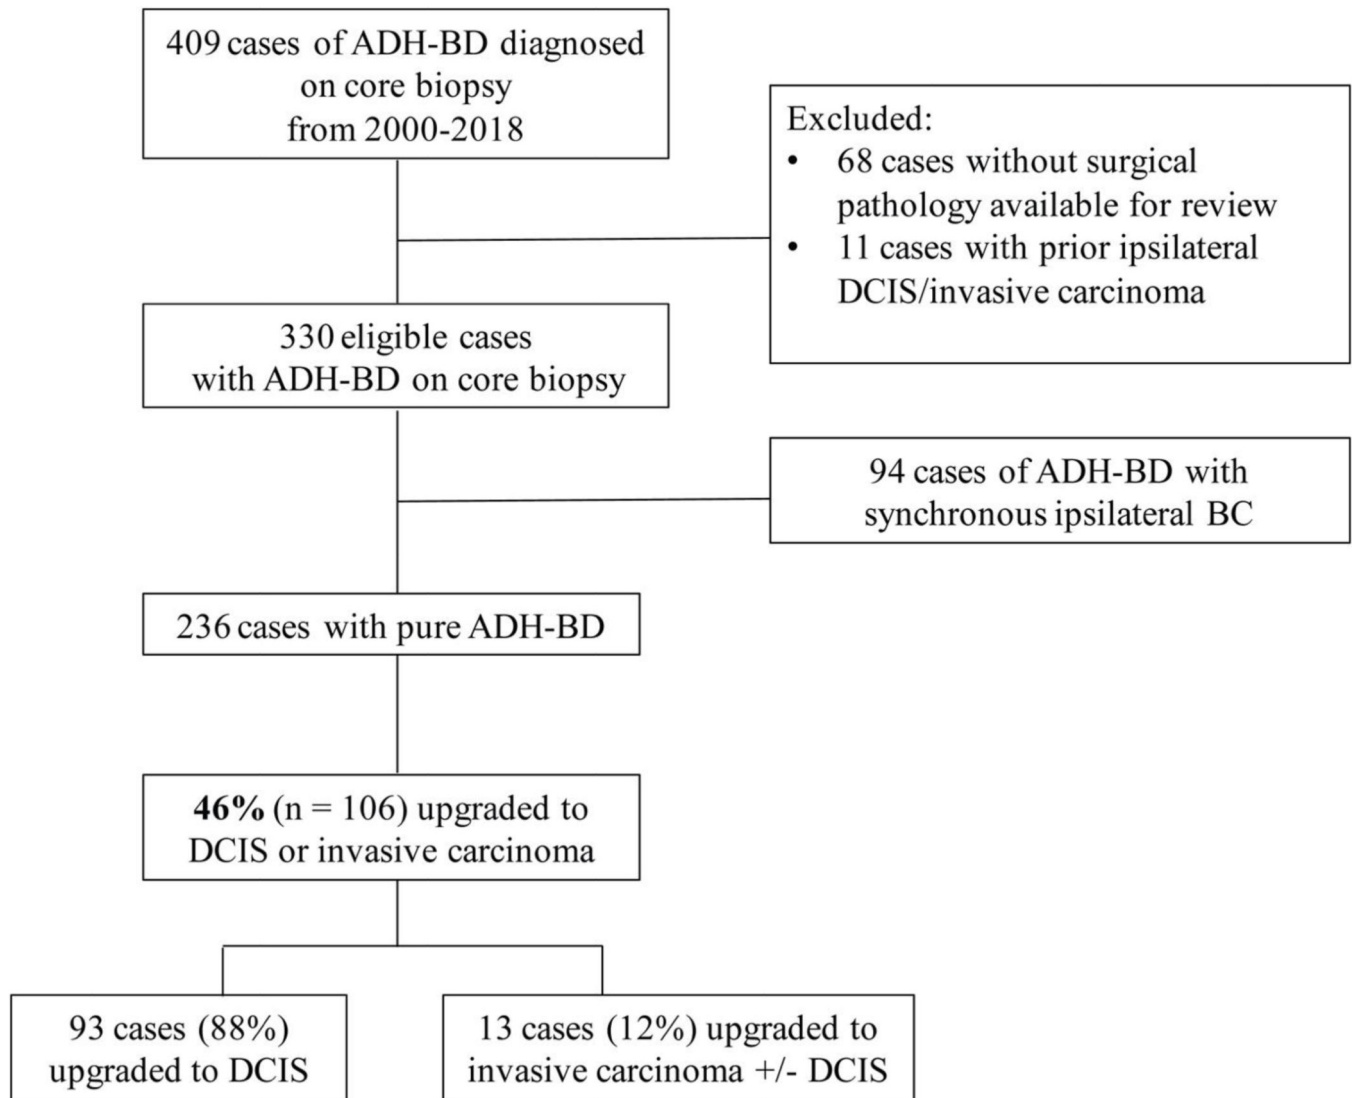 409 cases of ADH-BD diagnosed
on core biopsy
from 2000-2018
Excluded:
• 68 cases without surgical
pathology available for review
• 11 cases with prior ipsilateral
DCIS/invasive carcinoma
330 eligible cases
with ADH-BD on core biopsy
94 cases of ADH-BD with
synchronous ipsilateral BC
236 cases with pure ADH-BD
46% (n = 106) upgraded to
DCIS or invasive carcinoma
93 cases (88%)
upgraded to DCIS
13 cases (12%) upgraded to
invasive carcinoma +/- DCIS